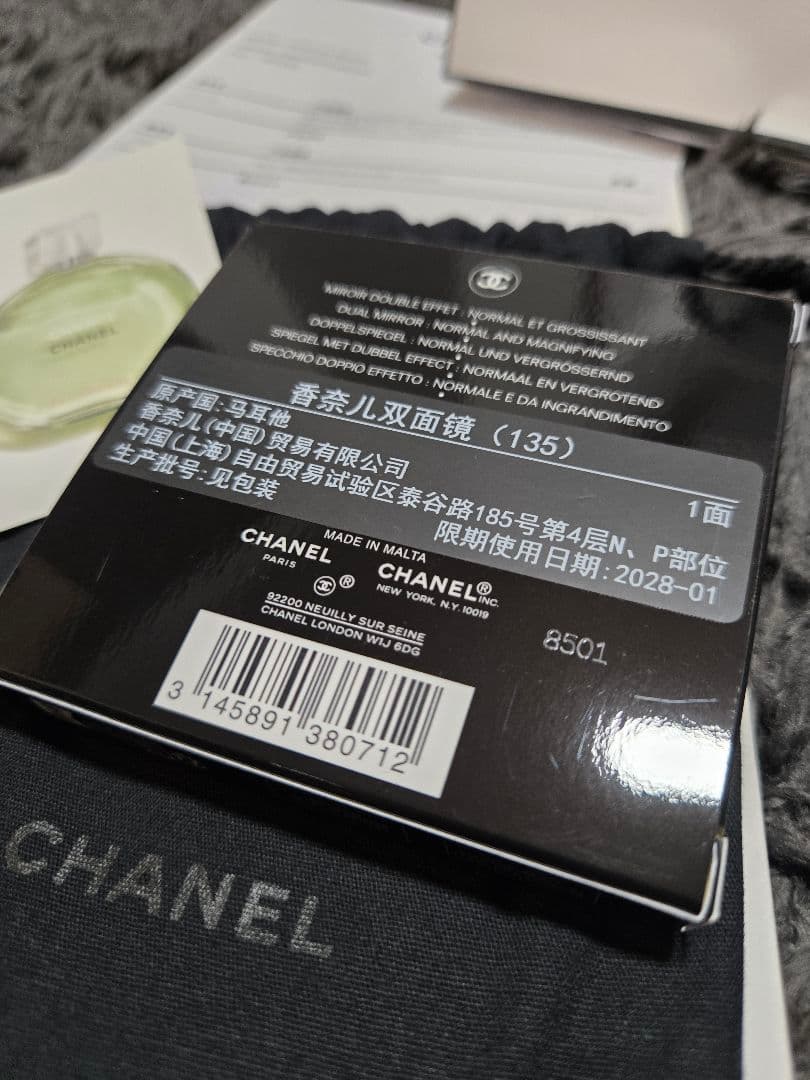 CHANEL
MIROIR DOUBLE EFFET : NORMAL ET GROSSISSANT
DUAL MIRROR : NORMAL AND MAGNIFYING
DOPPELSPIEGEL : NORMAL UND VERGRÖSSERND
SPIEGEL MET DUBBEL EFFECT : NORMAAL EN VERGROTEND
SPECCHIO DOPPIO EFFETTO : NORMALE E DA INGRANDIMENTO
香奈儿双面镜（135）
原产国:马耳他 1面
香奈儿(中国)贸易有限公司
中国(上海)自由贸易试验区泰谷路185号第4层N、P部位
生产批号:见包装 限期使用日期:2028-01
MADE IN MALTA
CHANEL
PARIS
CHANEL® INC.
NEW YORK, N.Y. 10019
®
92200 NEUILLY SUR SEINE
CHANEL LONDON W1J 6DG
8501
3 145891 380712
CHANEL